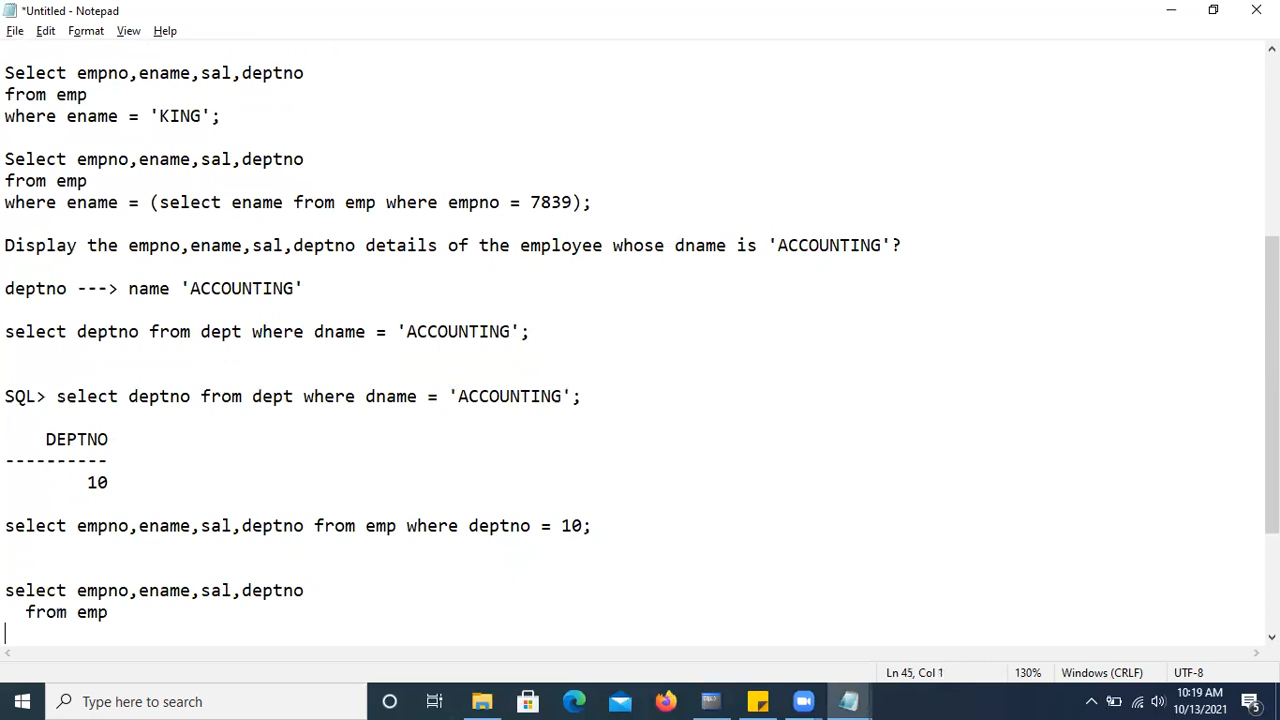 *Untitled - Notepad
File Edit Format View Help
Select empno,ename,sal,deptno
from emp
where ename = 'KING';
Select empno,ename,sal,deptno
from emp
where ename = (select ename from emp where empno = 7839);
Display the empno,ename,sal,deptno details of the employee whose dname is 'ACCOUNTING'?
deptno ---> name 'ACCOUNTING'
select deptno from dept where dname = 'ACCOUNTING';
SQL> select deptno from dept where dname = 'ACCOUNTING';
DEPTNO
----------
10
select empno,ename,sal,deptno from emp where deptno = 10;
select empno,ename,sal,deptno
from emp
Ln 45, Col 1 130% Windows (CRLF) UTF-8
Type here to search
10:19 AM
10/13/2021
5